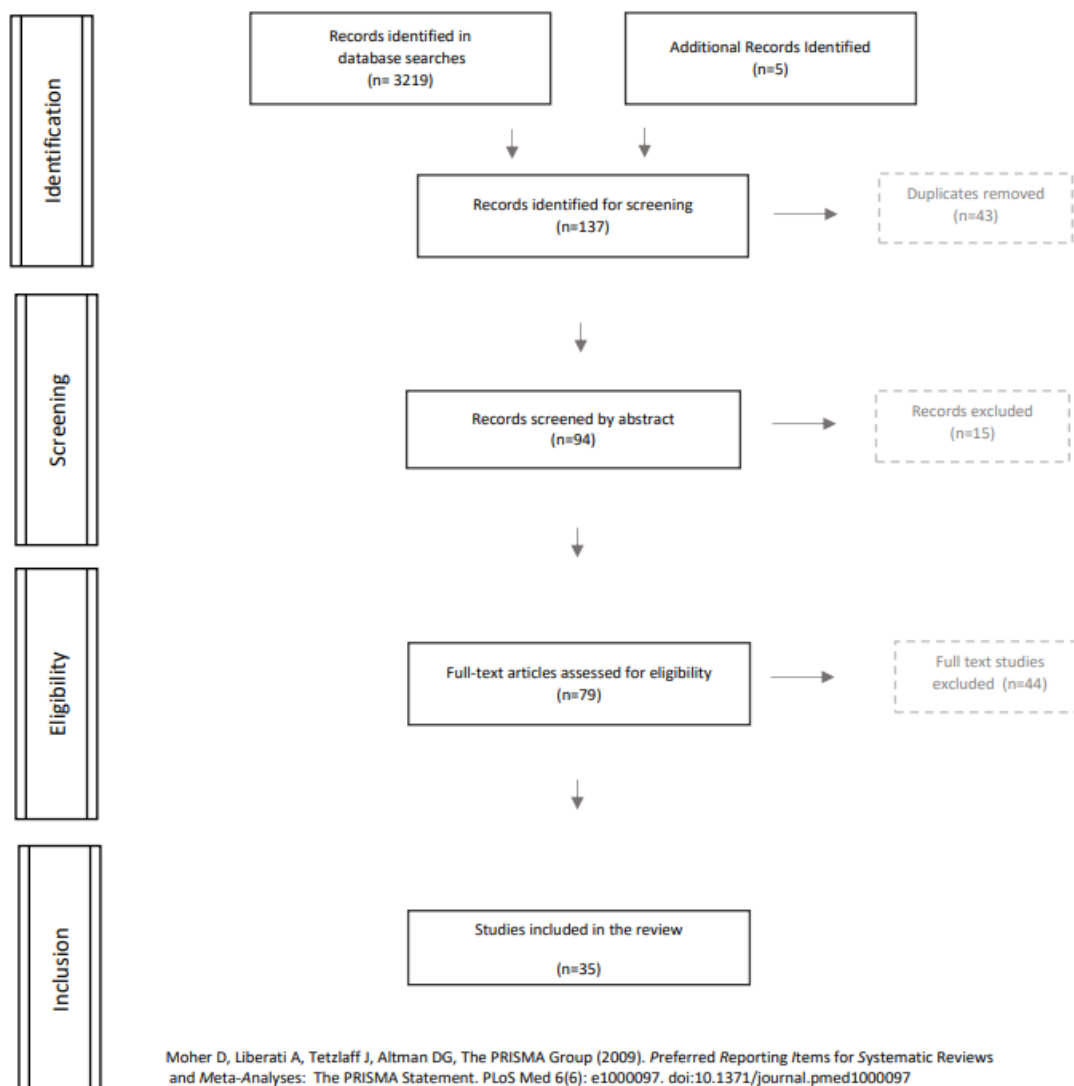 Identification
Records identified in
database searches
(n= 3219)
Additional Records Identified
(n=5)
Records identified for screening
(n=137)
Duplicates removed
(n=43)
Screening
Records screened by abstract
(n=94)
Records excluded
(n=15)
Eligibility
Full-text articles assessed for eligibility
(n=79)
Full text studies
excluded (n=44)
Inclusion
Studies included in the review
(n=35)
Moher D, Liberati A, Tetzlaff J, Altman DG, The PRISMA Group (2009). Preferred Reporting Items for Systematic Reviews
and Meta-Analyses: The PRISMA Statement. PLoS Med 6(6): e1000097. doi:10.1371/journal.pmed1000097